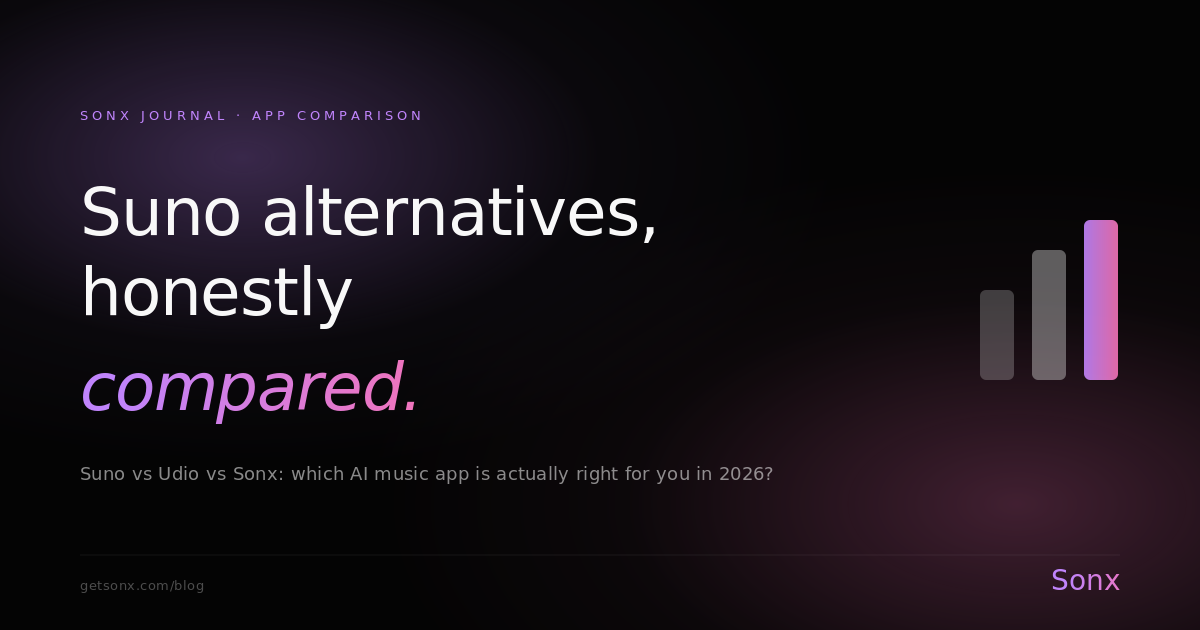 SONX JOURNAL · APP COMPARISON
Suno alternatives,
honestly
compared.
Suno vs Udio vs Sonx: which AI music app is actually right for you in 2026?
getsonx.com/blog
Sonx